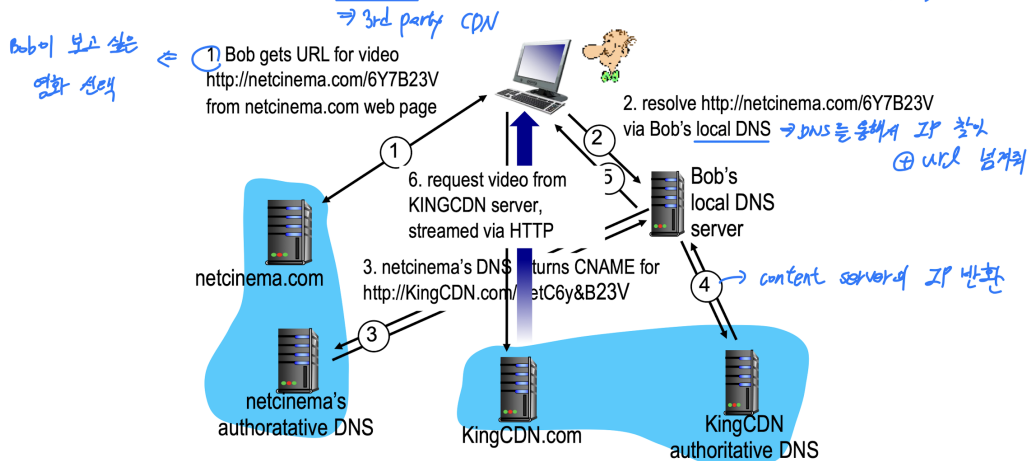 ⇒ 3rd party CDN
Bob이 보고 싶은
영화 선택
⇐
1. Bob gets URL for video
http://netcinema.com/6Y7B23V
from netcinema.com web page
2. resolve http://netcinema.com/6Y7B23V
via Bob's local DNS → DNS를 통해서 IP 찾아
⊕ url 넘겨줘
1
2
5
6. request video from
KINGCDN server,
streamed via HTTP
Bob's
local DNS
server
netcinema.com
3. netcinema's DNS turns CNAME for
http://KingCDN.com/ etC6y&B23V
4 → content server의 IP 반환
3
netcinema's
authoratative DNS
KingCDN.com
KingCDN
authoritative DNS